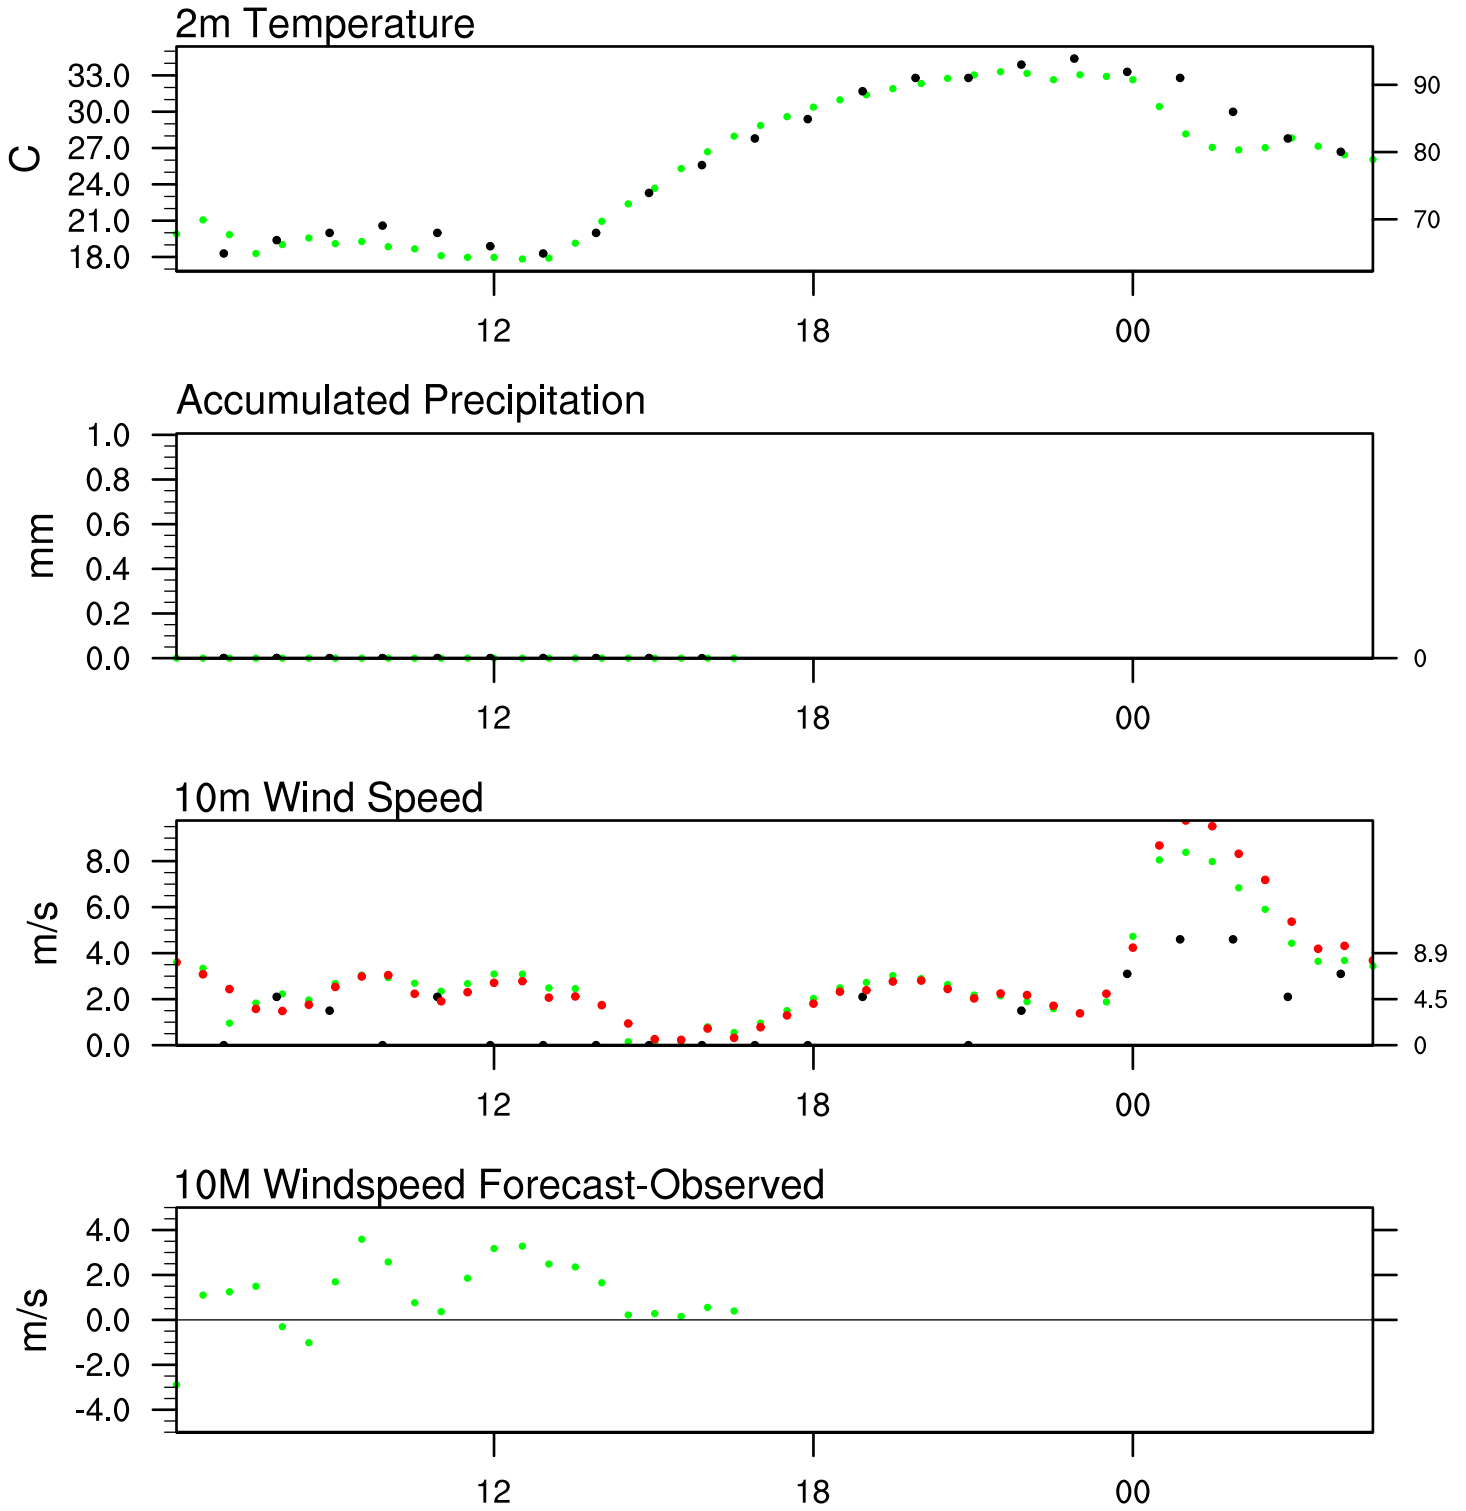 2m Temperature
33.0
30.0
27.0
24.0
21.0
18.0
C
90
80
70
12 18 00
Accumulated Precipitation
1.0
0.8
0.6
0.4
0.2
0.0
mm
0
12 18 00
10m Wind Speed
8.0
6.0
4.0
2.0
0.0
m/s
8.9
4.5
0
12 18 00
10M Windspeed Forecast-Observed
4.0
2.0
0.0
-2.0
-4.0
m/s
12 18 00